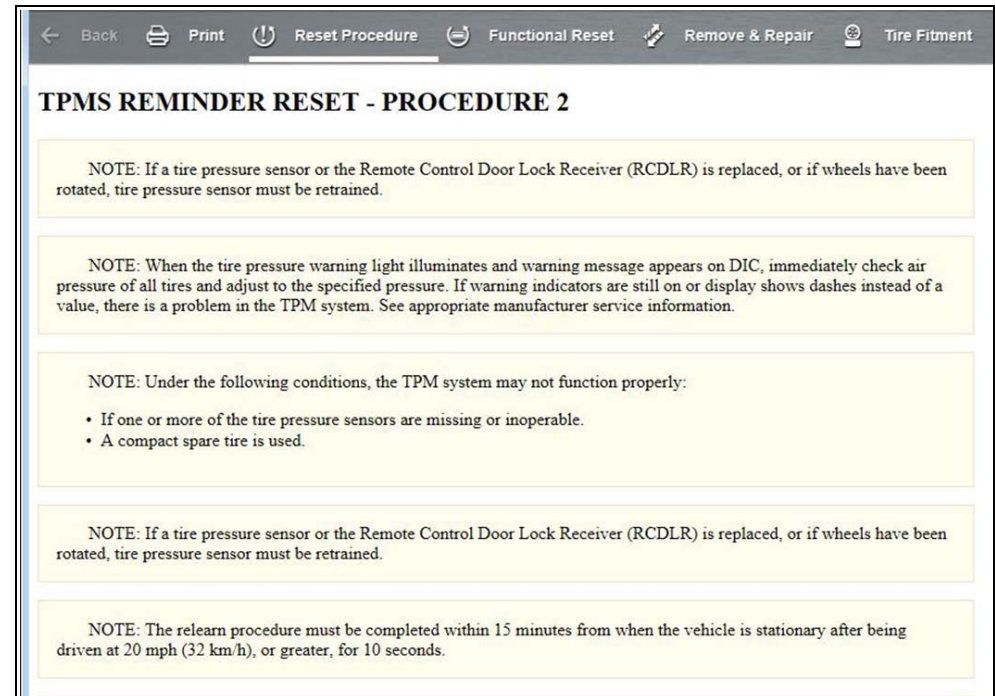 Back Print Reset Procedure Functional Reset Remove & Repair Tire Fitment
TPMS REMINDER RESET - PROCEDURE 2
NOTE: If a tire pressure sensor or the Remote Control Door Lock Receiver (RCDLR) is replaced, or if wheels have been
rotated, tire pressure sensor must be retrained.
NOTE: When the tire pressure warning light illuminates and warning message appears on DIC, immediately check air
pressure of all tires and adjust to the specified pressure. If warning indicators are still on or display shows dashes instead of a
value, there is a problem in the TPM system. See appropriate manufacturer service information.
NOTE: Under the following conditions, the TPM system may not function properly:
• If one or more of the tire pressure sensors are missing or inoperable.
• A compact spare tire is used.
NOTE: If a tire pressure sensor or the Remote Control Door Lock Receiver (RCDLR) is replaced, or if wheels have been
rotated, tire pressure sensor must be retrained.
NOTE: The relearn procedure must be completed within 15 minutes from when the vehicle is stationary after being
driven at 20 mph (32 km/h), or greater, for 10 seconds.